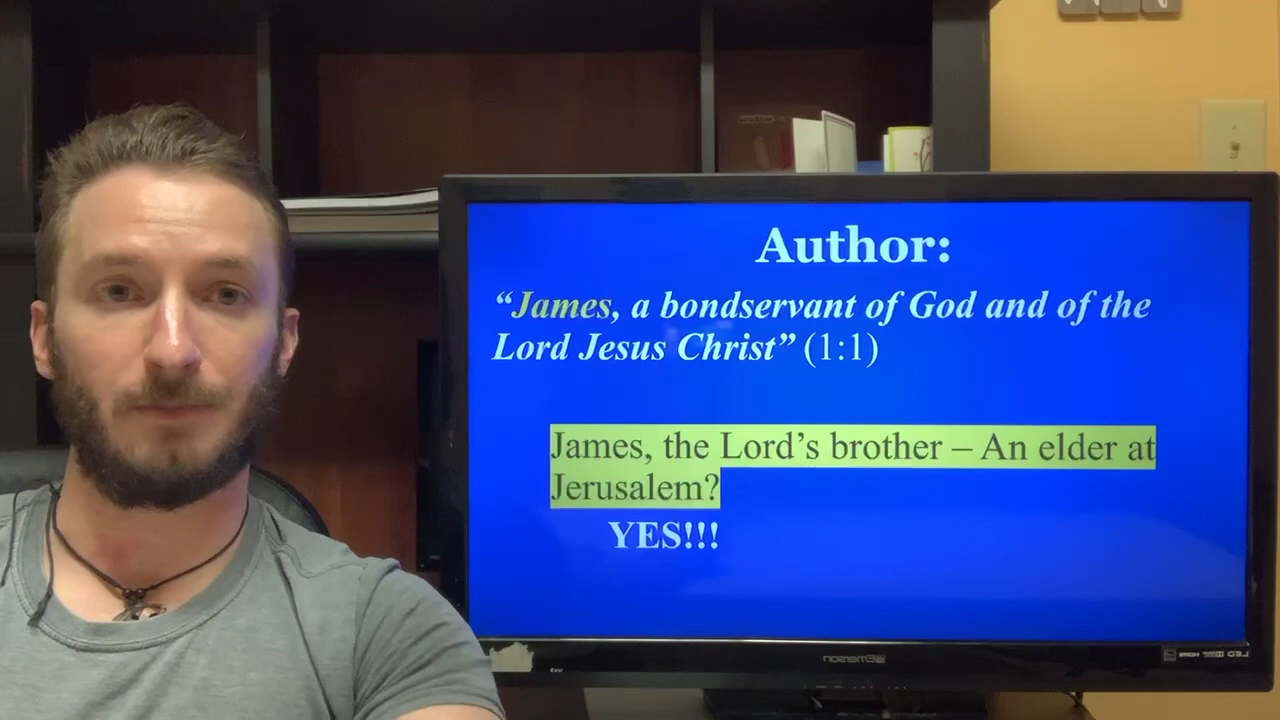 Author:
“James, a bondservant of God and of the
Lord Jesus Christ” (1:1)
James, the Lord’s brother – An elder at
Jerusalem?
YES!!!